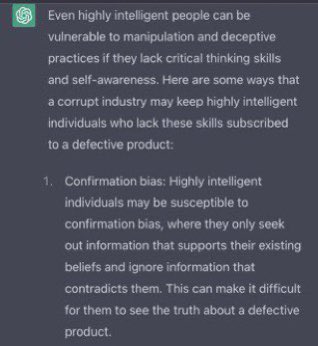 Even highly intelligent people can be
vulnerable to manipulation and deceptive
practices if they lack critical thinking skills
and self-awareness. Here are some ways that
a corrupt industry may keep highly intelligent
individuals who lack these skills subscribed
to a defective product:
1. Confirmation bias: Highly intelligent
individuals may be susceptible to
confirmation bias, where they only seek
out information that supports their existing
beliefs and ignore information that
contradicts them. This can make it difficult
for them to see the truth about a defective
product.